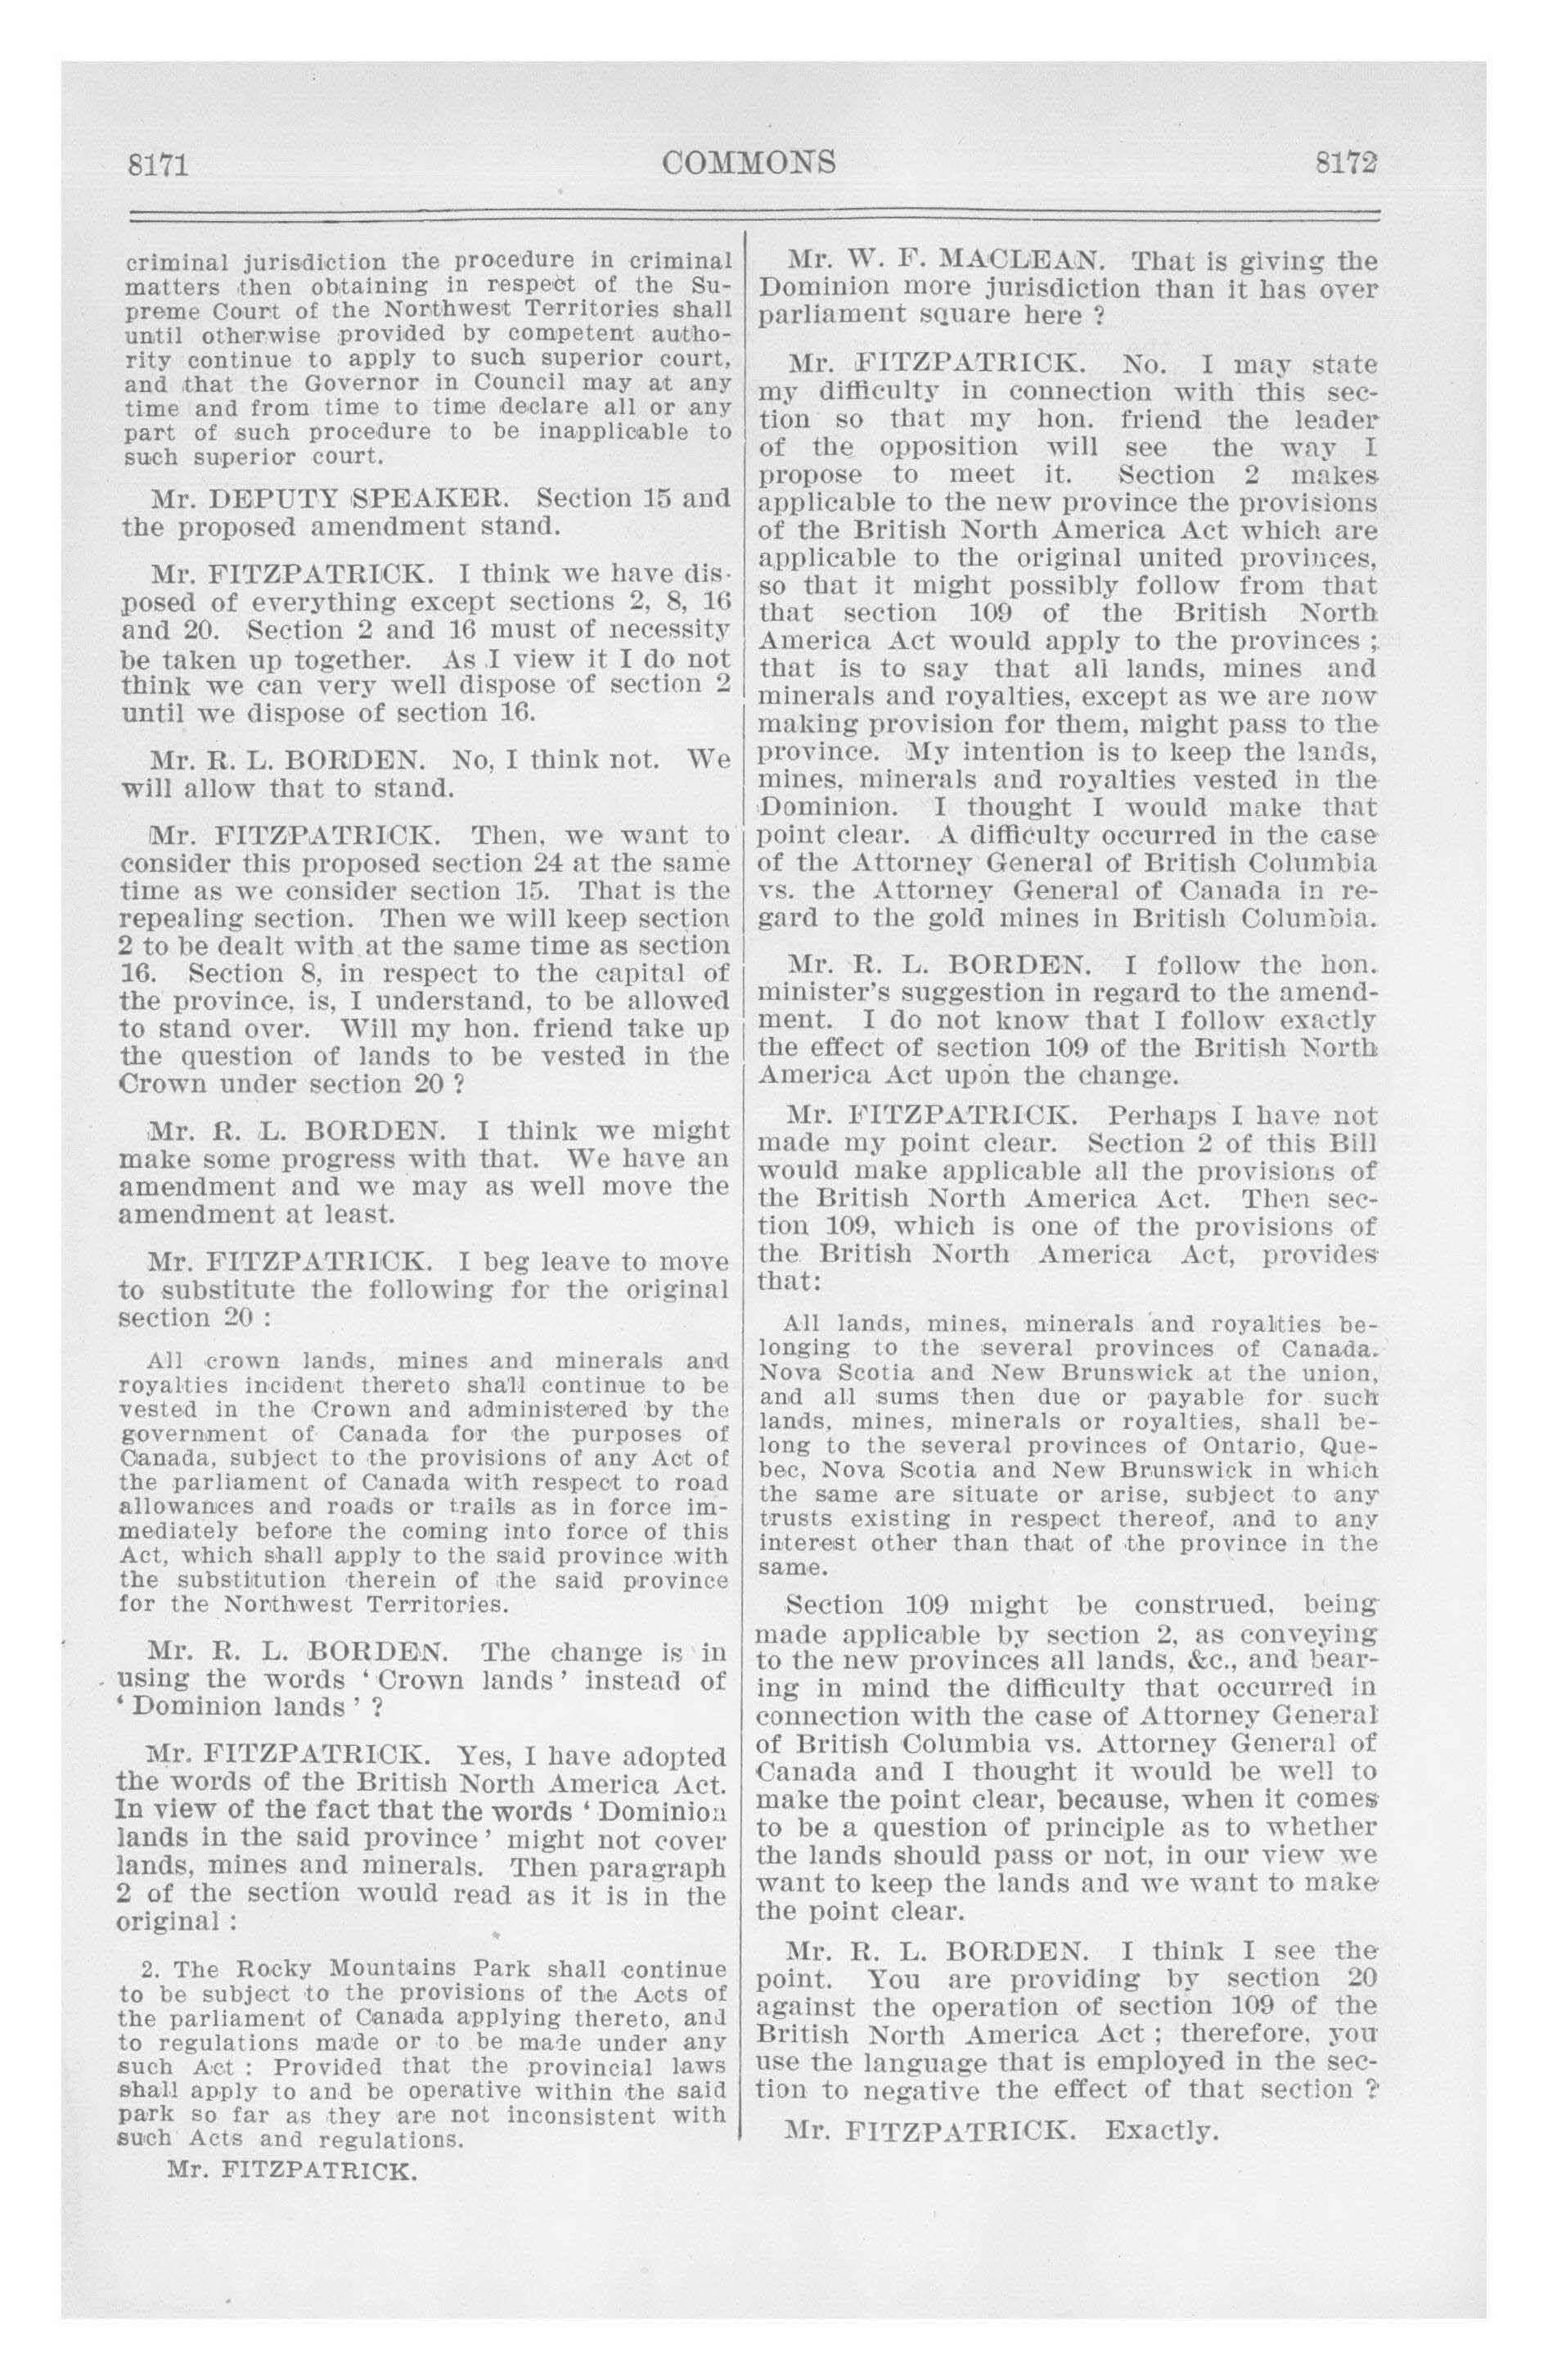 8171 COMMONS 8172
criminal jurisdiction the procedure in criminal
matters then obtaining in respect of the Su-
preme Court of the Northwest Territories shall
until otherwise provided by competent autho-
rity continue to apply to such superior court,
and that the Governor in Council may at any
time and from time to time declare all or any
part of such procedure to be inapplicable to
such superior court.
Mr. DEPUTY SPEAKER. Section 15 and
the proposed amendment stand.
Mr. FITZPATRICK. I think we have dis-
posed of everything except sections 2, 8, 16
and 20. Section 2 and 16 must of necessity
be taken up together. As I view it I do not
think we can very well dispose of section 2
until we dispose of section 16.
Mr. R. L. BORDEN. No, I think not. We
will allow that to stand.
Mr. FITZPATRICK. Then, we want to
consider this proposed section 24 at the same
time as we consider section 15. That is the
repealing section. Then we will keep section
2 to be dealt with at the same time as section
16. Section 8, in respect to the capital of
the province, is, I understand, to be allowed
to stand over. Will my hon. friend take up
the question of lands to be vested in the
Crown under section 20 ?
Mr. R. L. BORDEN. I think we might
make some progress with that. We have an
amendment and we may as well move the
amendment at least.
Mr. FITZPATRICK. I beg leave to move
to substitute the following for the original
section 20 :
All crown lands, mines and minerals and
royalties incident thereto shall continue to be
vested in the Crown and administered by the
government of Canada for the purposes of
Canada, subject to the provisions of any Act of
the parliament of Canada with respect to road
allowances and roads or trails as in force im-
mediately before the coming into force of this
Act, which shall apply to the said province with
the substitution therein of the said province
for the Northwest Territories.
Mr. R. L. BORDEN. The change is in
using the words ‘ Crown lands ’ instead of
‘ Dominion lands ’ ?
Mr. FITZPATRICK. Yes, I have adopted
the words of the British North America Act.
In view of the fact that the words ‘ Dominion
lands in the said province ’ might not cover
lands, mines and minerals. Then paragraph
2 of the section would read as it is in the
original :
2. The Rocky Mountains Park shall continue
to be subject to the provisions of the Acts of
the parliament of Canada applying thereto, and
to regulations made or to be made under any
such Act : Provided that the provincial laws
shall apply to and be operative within the said
park so far as they are not inconsistent with
such Acts and regulations.
Mr. FITZPATRICK.
Mr. W. F. MACLEAN. That is giving the
Dominion more jurisdiction than it has over
parliament square here ?
Mr. FITZPATRICK. No. I may state
my difficulty in connection with this sec-
tion so that my hon. friend the leader
of the opposition will see the way I
propose to meet it. Section 2 makes
applicable to the new province the provisions
of the British North America Act which are
applicable to the original united provinces,
so that it might possibly follow from that
that section 109 of the British North
America Act would apply to the provinces ;
that is to say that all lands, mines and
minerals and royalties, except as we are now
making provision for them, might pass to the
province. My intention is to keep the lands,
mines, minerals and royalties vested in the
Dominion. I thought I would make that
point clear. A difficulty occurred in the case
of the Attorney General of British Columbia
vs. the Attorney General of Canada in re-
gard to the gold mines in British Columbia.
Mr. R. L. BORDEN. I follow the hon.
minister's suggestion in regard to the amend-
ment. I do not know that I follow exactly
the effect of section 109 of the British North
America Act upon the change.
Mr. FITZPATRICK. Perhaps I have not
made my point clear. Section 2 of this Bill
would make applicable all the provisions of
the British North America Act. Then sec-
tion 109, which is one of the provisions of
the British North America Act, provides
that:
All lands, mines, minerals and royalties be-
longing to the several provinces of Canada.
Nova Scotia and New Brunswick at the union,
and all sums then due or payable for such
lands, mines, minerals or royalties, shall be-
long to the several provinces of Ontario, Que-
bec, Nova Scotia and New Brunswick in which
the same are situate or arise, subject to any
trusts existing in respect thereof, and to any
interest other than that of the province in the
same.
Section 109 might be construed, being
made applicable by section 2, as conveying
to the new provinces all lands, &c., and bear-
ing in mind the difficulty that occurred in
connection with the case of Attorney General
of British Columbia vs. Attorney General of
Canada and I thought it would be well to
make the point clear, because, when it comes
to be a question of principle as to whether
the lands should pass or not, in our view we
want to keep the lands and we want to make
the point clear.
Mr. R. L. BORDEN. I think I see the
point. You are providing by section 20
against the operation of section 109 of the
British North America Act ; therefore, you
use the language that is employed in the sec-
tion to negative the effect of that section ?
Mr. FITZPATRICK. Exactly.